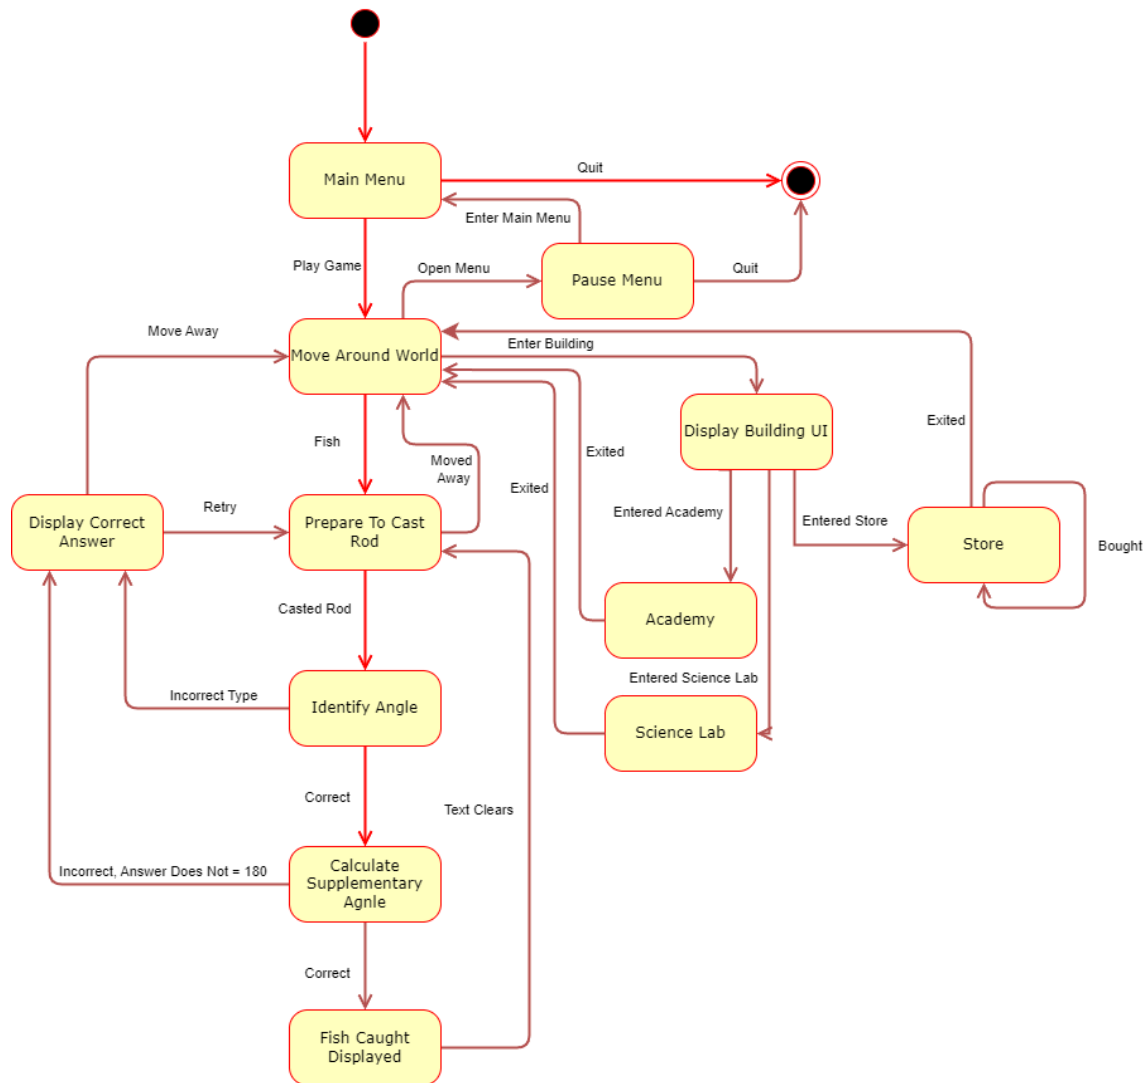 Main Menu
Quit
Enter Main Menu
Play Game
Open Menu
Pause Menu
Quit
Move Away
Move Around World
Enter Building
Display Building UI
Exited
Fish
Moved
Away
Exited
Exited
Display Correct
Answer
Retry
Prepare To Cast
Rod
Entered Academy
Entered Store
Store
Bought
Casted Rod
Academy
Incorrect Type
Identify Angle
Entered Science Lab
Science Lab
Correct
Text Clears
Incorrect, Answer Does Not = 180
Calculate
Supplementary
Agnle
Correct
Fish Caught
Displayed